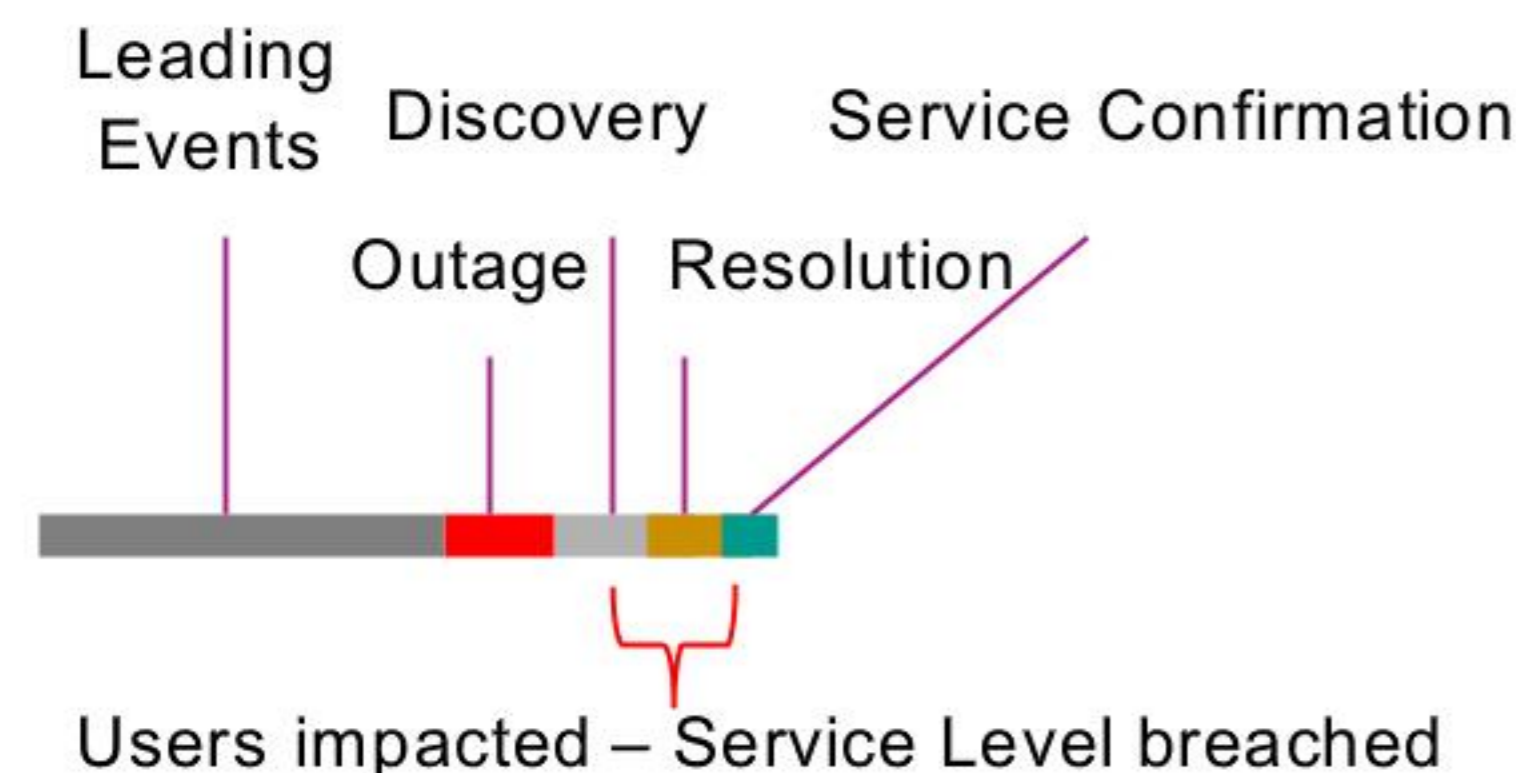 Leading
Events
Discovery
Service Confirmation
Outage
Resolution
Users impacted – Service Level breached